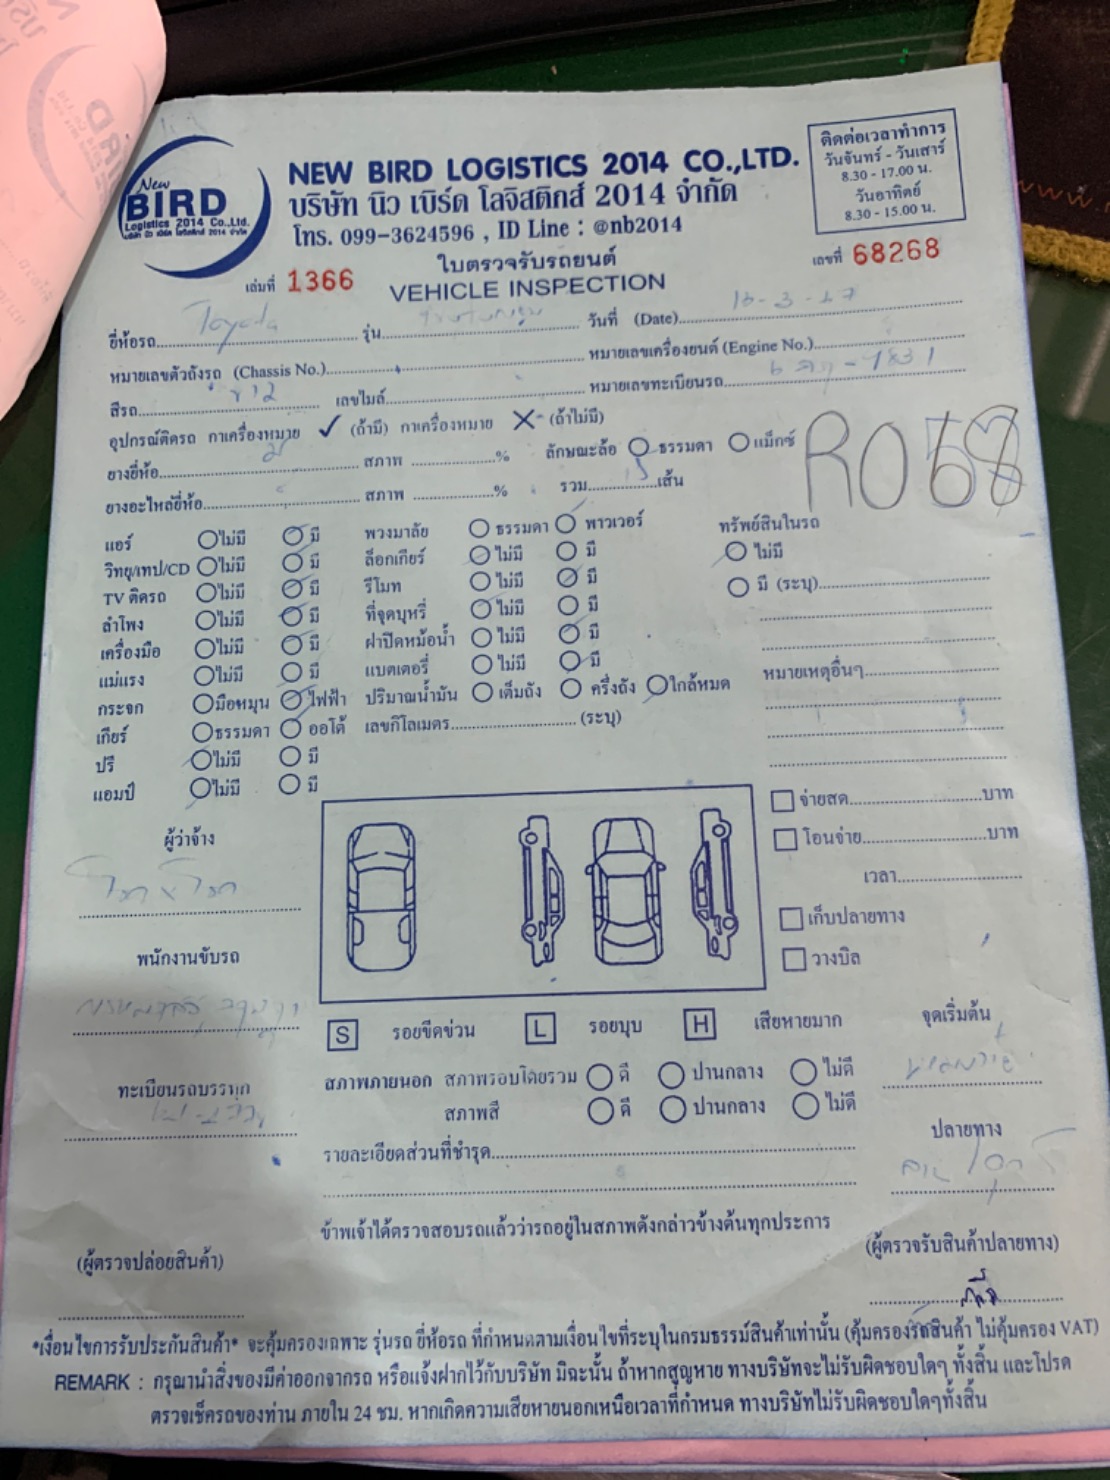 New
BIRD
Logistics 2014 Co.,Ltd.
บริษัท นิว เบิร์ด โลจิสติกส์ 2014 จำกัด
NEW BIRD LOGISTICS 2014 CO.,LTD.
บริษัท นิว เบิร์ด โลจิสติกส์ 2014 จำกัด
โทร. 099-3624596 , ID Line : @nb2014
ติดต่อเวลาทำการ
วันจันทร์ - วันเสาร์
8.30 - 17.00 น.
วันอาทิตย์
8.30 - 15.00 น.
ใบตรวจรับรถยนต์
เล่มที่ 1366 VEHICLE INSPECTION เลขที่ 68268
ยี่ห้อรถ Toyota รุ่น วันที่ (Date)
หมายเลขตัวถังรถ (Chassis No.) หมายเลขเครื่องยนต์ (Engine No.)
สีรถ ขาว เลขไมล์ หมายเลขทะเบียนรถ
อุปกรณ์ติดรถ กาเครื่องหมาย ✓ (ถ้ามี) กาเครื่องหมาย ✗ (ถ้าไม่มี)
ยางยี่ห้อ มี สภาพ % ลักษณะล้อ ธรรมดา แม็กซ์
ยางอะไหล่ยี่ห้อ สภาพ % รวม เส้น
R068
แอร์ ไม่มี มี พวงมาลัย ธรรมดา พาวเวอร์ ทรัพย์สินในรถ
วิทยุ/เทป/CD ไม่มี มี ล็อกเกียร์ ไม่มี มี ไม่มี
TV ติดรถ ไม่มี มี รีโมท ไม่มี มี มี (ระบุ)
ลำโพง ไม่มี มี ที่จุดบุหรี่ ไม่มี มี
เครื่องมือ ไม่มี มี ฝาปิดหม้อน้ำ ไม่มี มี
แม่แรง ไม่มี มี แบตเตอรี่ ไม่มี มี หมายเหตุอื่นๆ
กระจก มือหมุน ไฟฟ้า ปริมาณน้ำมัน เต็มถัง ครึ่งถัง ใกล้หมด
เกียร์ ธรรมดา ออโต้ เลขกิโลเมตร (ระบุ)
ปรี ไม่มี มี
แอมป์ ไม่มี มี
จ่ายสด บาท
โอนจ่าย บาท
เวลา
เก็บปลายทาง
วางบิล
ผู้ว่าจ้าง
พนักงานขับรถ
S รอยขีดข่วน L รอยบุบ H เสียหายมาก
จุดเริ่มต้น
ทะเบียนรถบรรทุก
สภาพภายนอก สภาพรอบโดยรวม ดี ปานกลาง ไม่ดี
สภาพสี ดี ปานกลาง ไม่ดี
ปลายทาง
รายละเอียดส่วนที่ชำรุด
ข้าพเจ้าได้ตรวจสอบรถแล้วว่ารถอยู่ในสภาพดังกล่าวข้างต้นทุกประการ
(ผู้ตรวจปล่อยสินค้า) (ผู้ตรวจรับสินค้าปลายทาง)
*เงื่อนไขการรับประกันสินค้า* จะคุ้มครองเฉพาะ รุ่นรถ ยี่ห้อรถ ที่กำหนดตามเงื่อนไขที่ระบุในกรมธรรม์สินค้าเท่านั้น (คุ้มครองรถสินค้า ไม่คุ้มครอง VAT)
REMARK : กรุณานำสิ่งของมีค่าออกจากรถ หรือแจ้งฝากไว้กับบริษัท มิฉะนั้น ถ้าหากสูญหาย ทางบริษัทจะไม่รับผิดชอบใดๆ ทั้งสิ้น และโปรด
ตรวจเช็ครถของท่าน ภายใน 24 ชม. หากเกิดความเสียหายนอกเหนือเวลาที่กำหนด ทางบริษัทไม่รับผิดชอบใดๆทั้งสิ้น